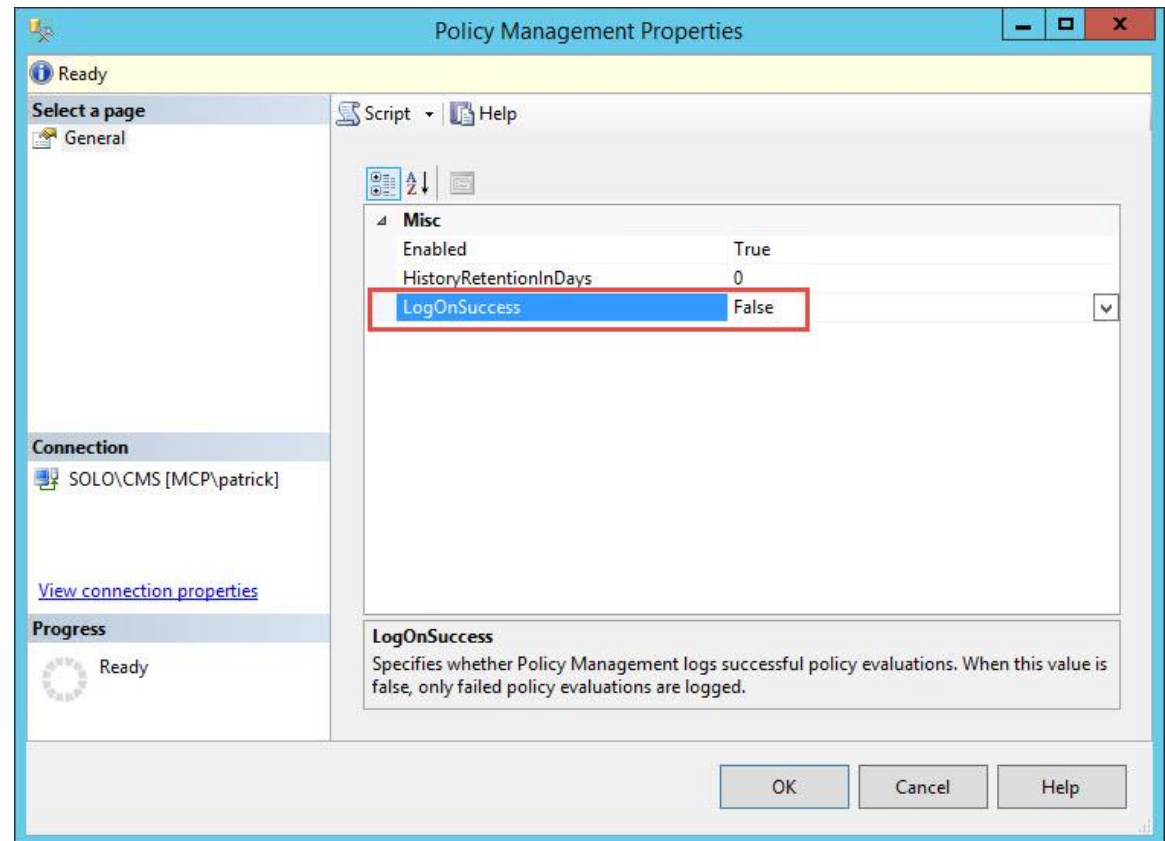 Policy Management Properties
Ready
Select a page
General
Script
Help
Misc
Enabled True
HistoryRetentionInDays 0
LogOnSuccess False
Connection
SOLO\CMS [MCP\patrick]
View connection properties
Progress
Ready
LogOnSuccess
Specifies whether Policy Management logs successful policy evaluations. When this value is
false, only failed policy evaluations are logged.
OK Cancel Help